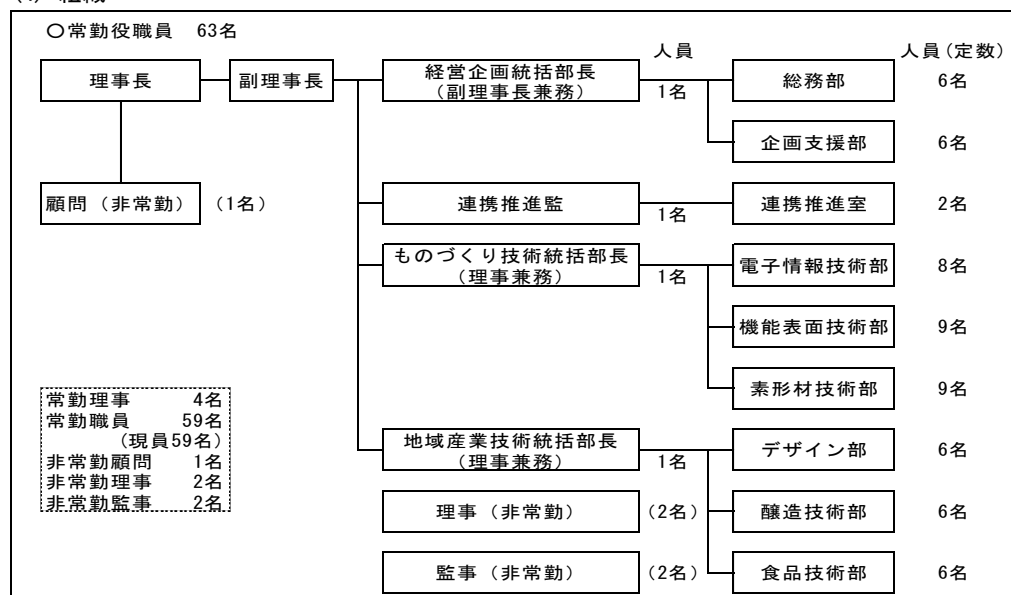 〇常勤役職員 63名
人員
人員(定数)
理事長
副理事長
経営企画統括部長
(副理事長兼務)
1名
総務部
6名
企画支援部
6名
顧問(非常勤)
(1名)
連携推進監
1名
連携推進室
2名
ものづくり技術統括部長
(理事兼務)
1名
電子情報技術部
8名
機能表面技術部
9名
素形材技術部
9名
常勤理事 4名
常勤職員 59名
(現員59名)
非常勤顧問 1名
非常勤理事 2名
非常勤監事 2名
地域産業技術統括部長
(理事兼務)
1名
デザイン部
6名
理事(非常勤)
(2名)
醸造技術部
6名
監事(非常勤)
(2名)
食品技術部
6名